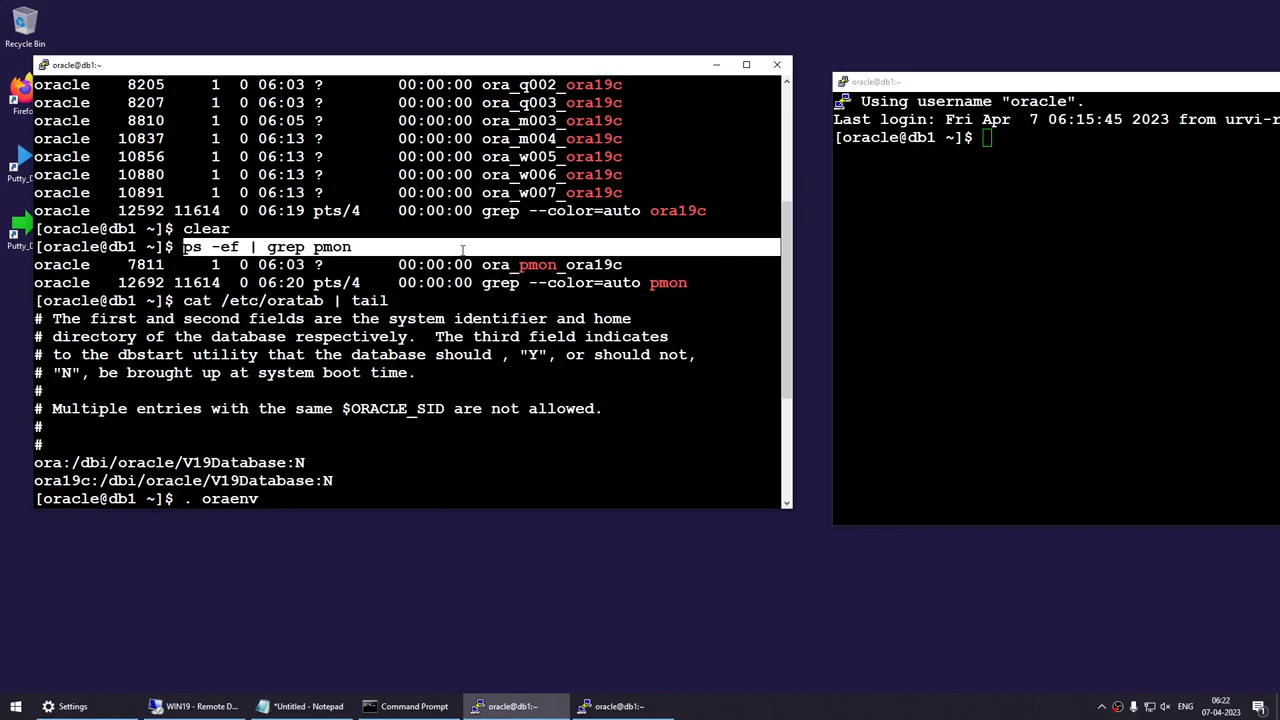 Recycle Bin
Firefo
Putty_D
Putty_D
oracle@db1:~
oracle    8205     1  0 06:03 ?        00:00:00 ora_q002_ora19c
oracle    8207     1  0 06:03 ?        00:00:00 ora_q003_ora19c
oracle    8810     1  0 06:05 ?        00:00:00 ora_m003_ora19c
oracle   10837     1  0 06:13 ?        00:00:00 ora_m004_ora19c
oracle   10856     1  0 06:13 ?        00:00:00 ora_w005_ora19c
oracle   10880     1  0 06:13 ?        00:00:00 ora_w006_ora19c
oracle   10891     1  0 06:13 ?        00:00:00 ora_w007_ora19c
oracle   12592 11614  0 06:19 pts/4    00:00:00 grep --color=auto ora19c
[oracle@db1 ~]$ clear
[oracle@db1 ~]$ ps -ef | grep pmon
oracle    7811     1  0 06:03 ?        00:00:00 ora_pmon_ora19c
oracle   12692 11614  0 06:20 pts/4    00:00:00 grep --color=auto pmon
[oracle@db1 ~]$ cat /etc/oratab | tail
# The first and second fields are the system identifier and home
# directory of the database respectively.  The third field indicates
# to the dbstart utility that the database should , "Y", or should not,
# "N", be brought up at system boot time.
#
# Multiple entries with the same $ORACLE_SID are not allowed.
#
#
ora:/dbi/oracle/V19Database:N
ora19c:/dbi/oracle/V19Database:N
[oracle@db1 ~]$ . oraenv
oracle@db1:~
Using username "oracle".
Last login: Fri Apr  7 06:15:45 2023 from urvi-r
[oracle@db1 ~]$
Settings
WIN19 - Remote D...
*Untitled - Notepad
Command Prompt
oracle@db1:~
oracle@db1:~
ENG
06:22
07-04-2023